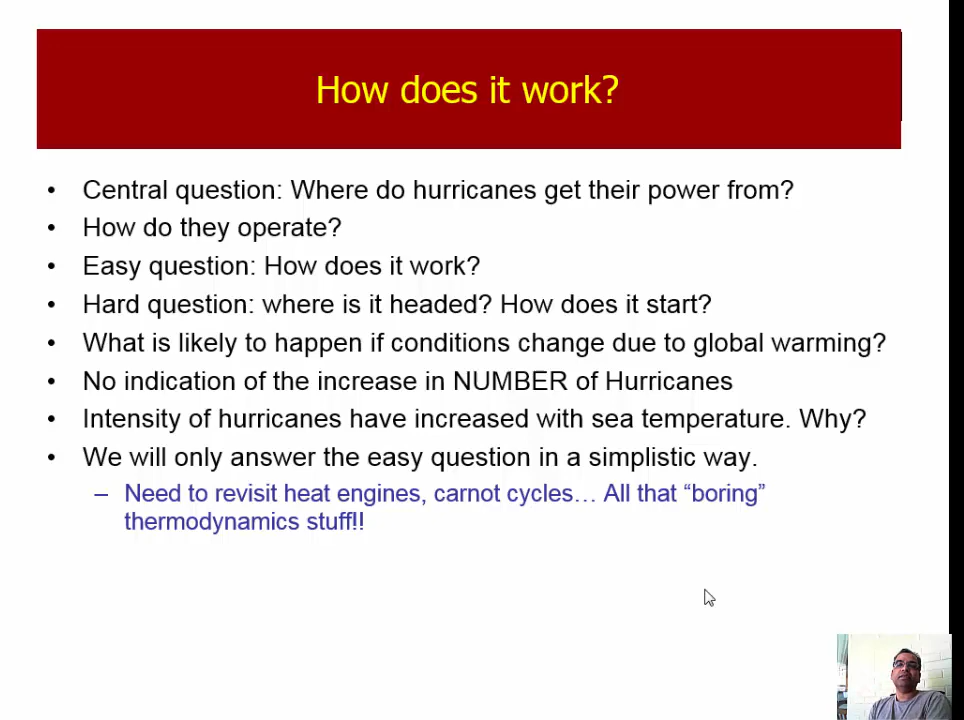 How does it work?
• Central question: Where do hurricanes get their power from?
• How do they operate?
• Easy question: How does it work?
• Hard question: where is it headed? How does it start?
• What is likely to happen if conditions change due to global warming?
• No indication of the increase in NUMBER of Hurricanes
• Intensity of hurricanes have increased with sea temperature. Why?
• We will only answer the easy question in a simplistic way.
– Need to revisit heat engines, carnot cycles… All that “boring”
thermodynamics stuff!!